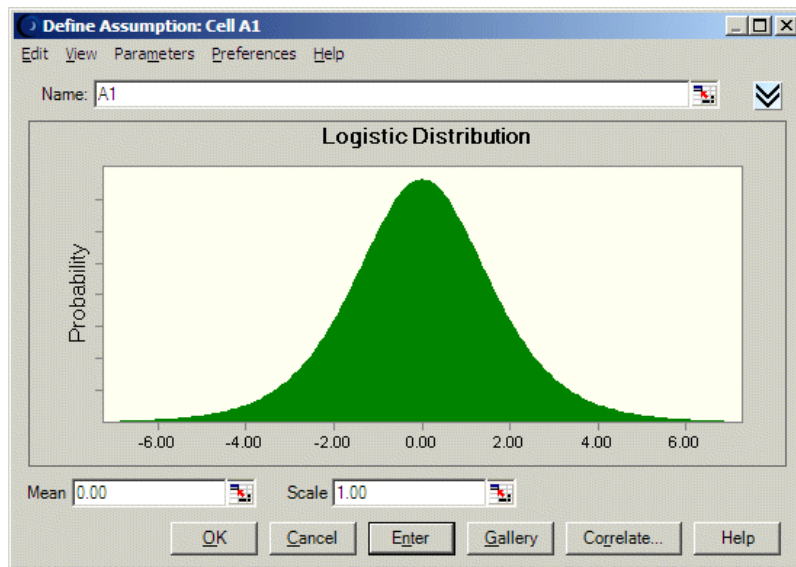 Define Assumption: Cell A1
Edit View Parameters Preferences Help
Name: A1
Logistic Distribution
Probability
-6.00 -4.00 -2.00 0.00 2.00 4.00 6.00
Mean 0.00 Scale 1.00
OK Cancel Enter Gallery Correlate... Help